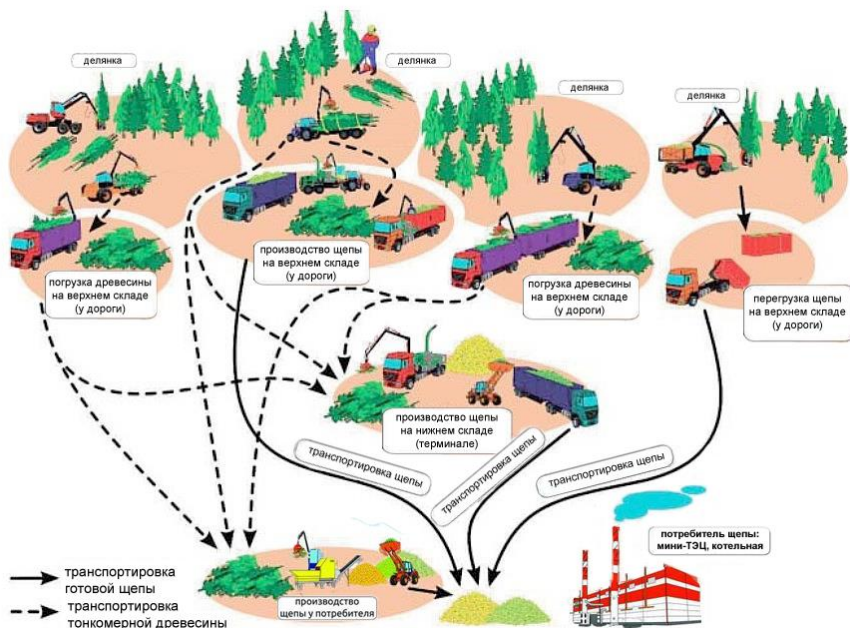 делянка
делянка
делянка
делянка
погрузка древесины
на верхнем складе
(у дороги)
производство щепы
на верхнем складе
(у дороги)
погрузка древесины
на верхнем складе
(у дороги)
перегрузка щепы
на верхнем складе
(у дороги)
производство щепы
на нижнем складе
(терминале)
транспортировка щепы
транспортировка щепы
транспортировка щепы
потребитель щепы:
мини-ТЭЦ, котельная
производство
щепы у потребителя
транспортировка
готовой щепы
транспортировка
тонкомерной древесины